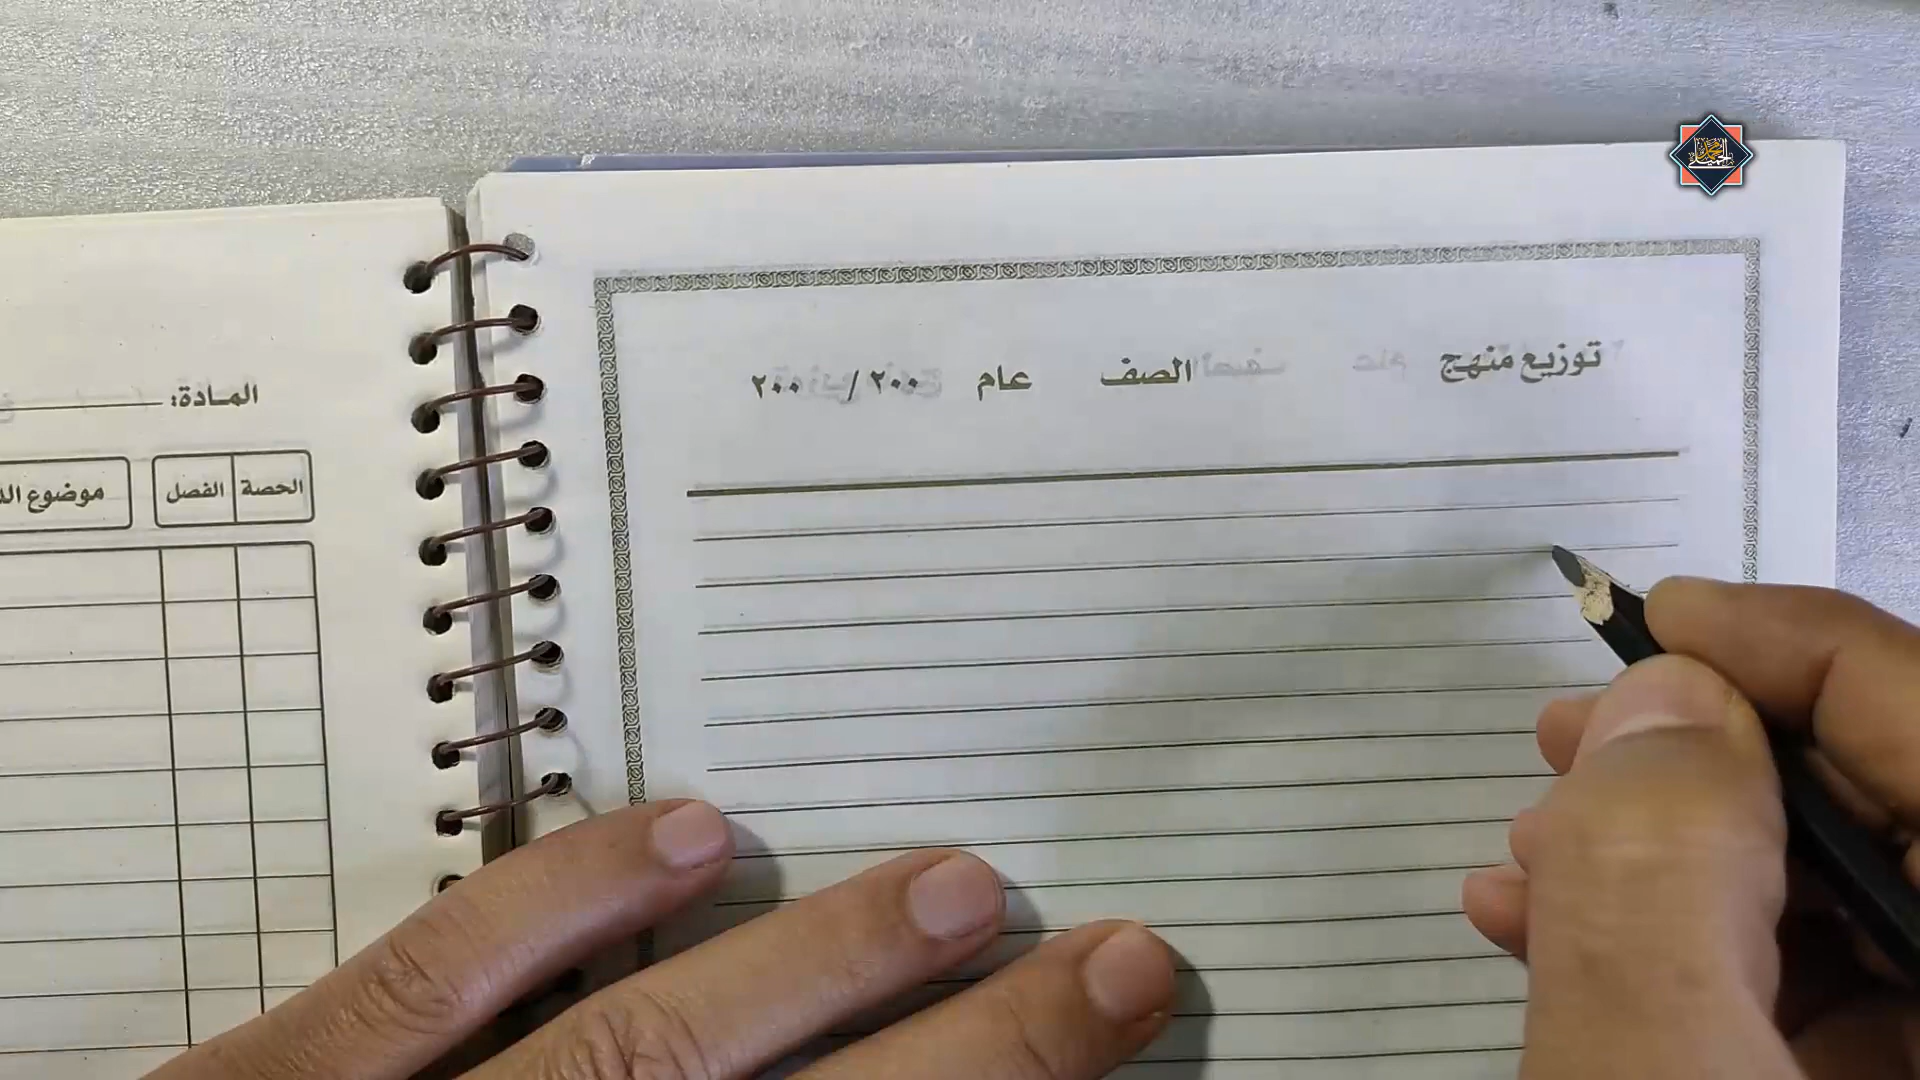 توزيع منهج الصف عام ٢٠٠ / ٢٠٠
المادة:
الحصة الفصل موضوع